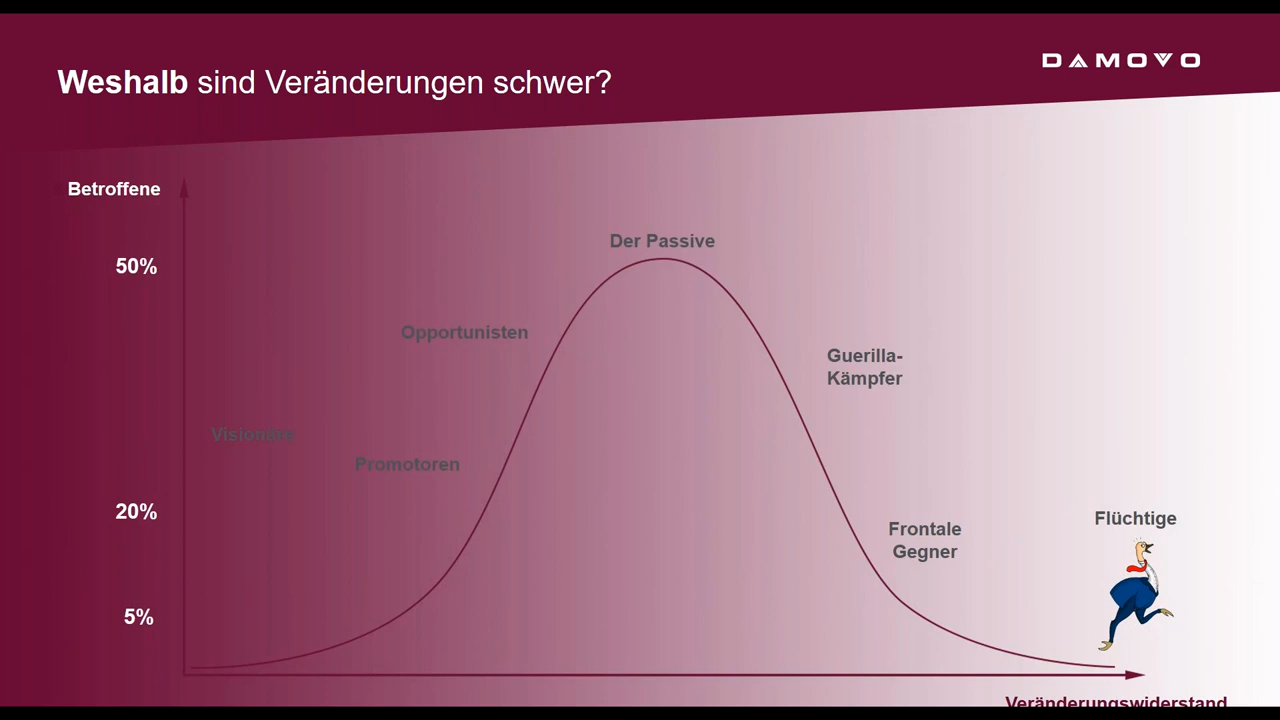 Weshalb sind Veränderungen schwer?
DAMOVO
Betroffene
50%
Der Passive
Opportunisten
Guerilla-
Kämpfer
Visionäre
Promotoren
20%
Flüchtige
Frontale
Gegner
5%
Veränderungswiderstand